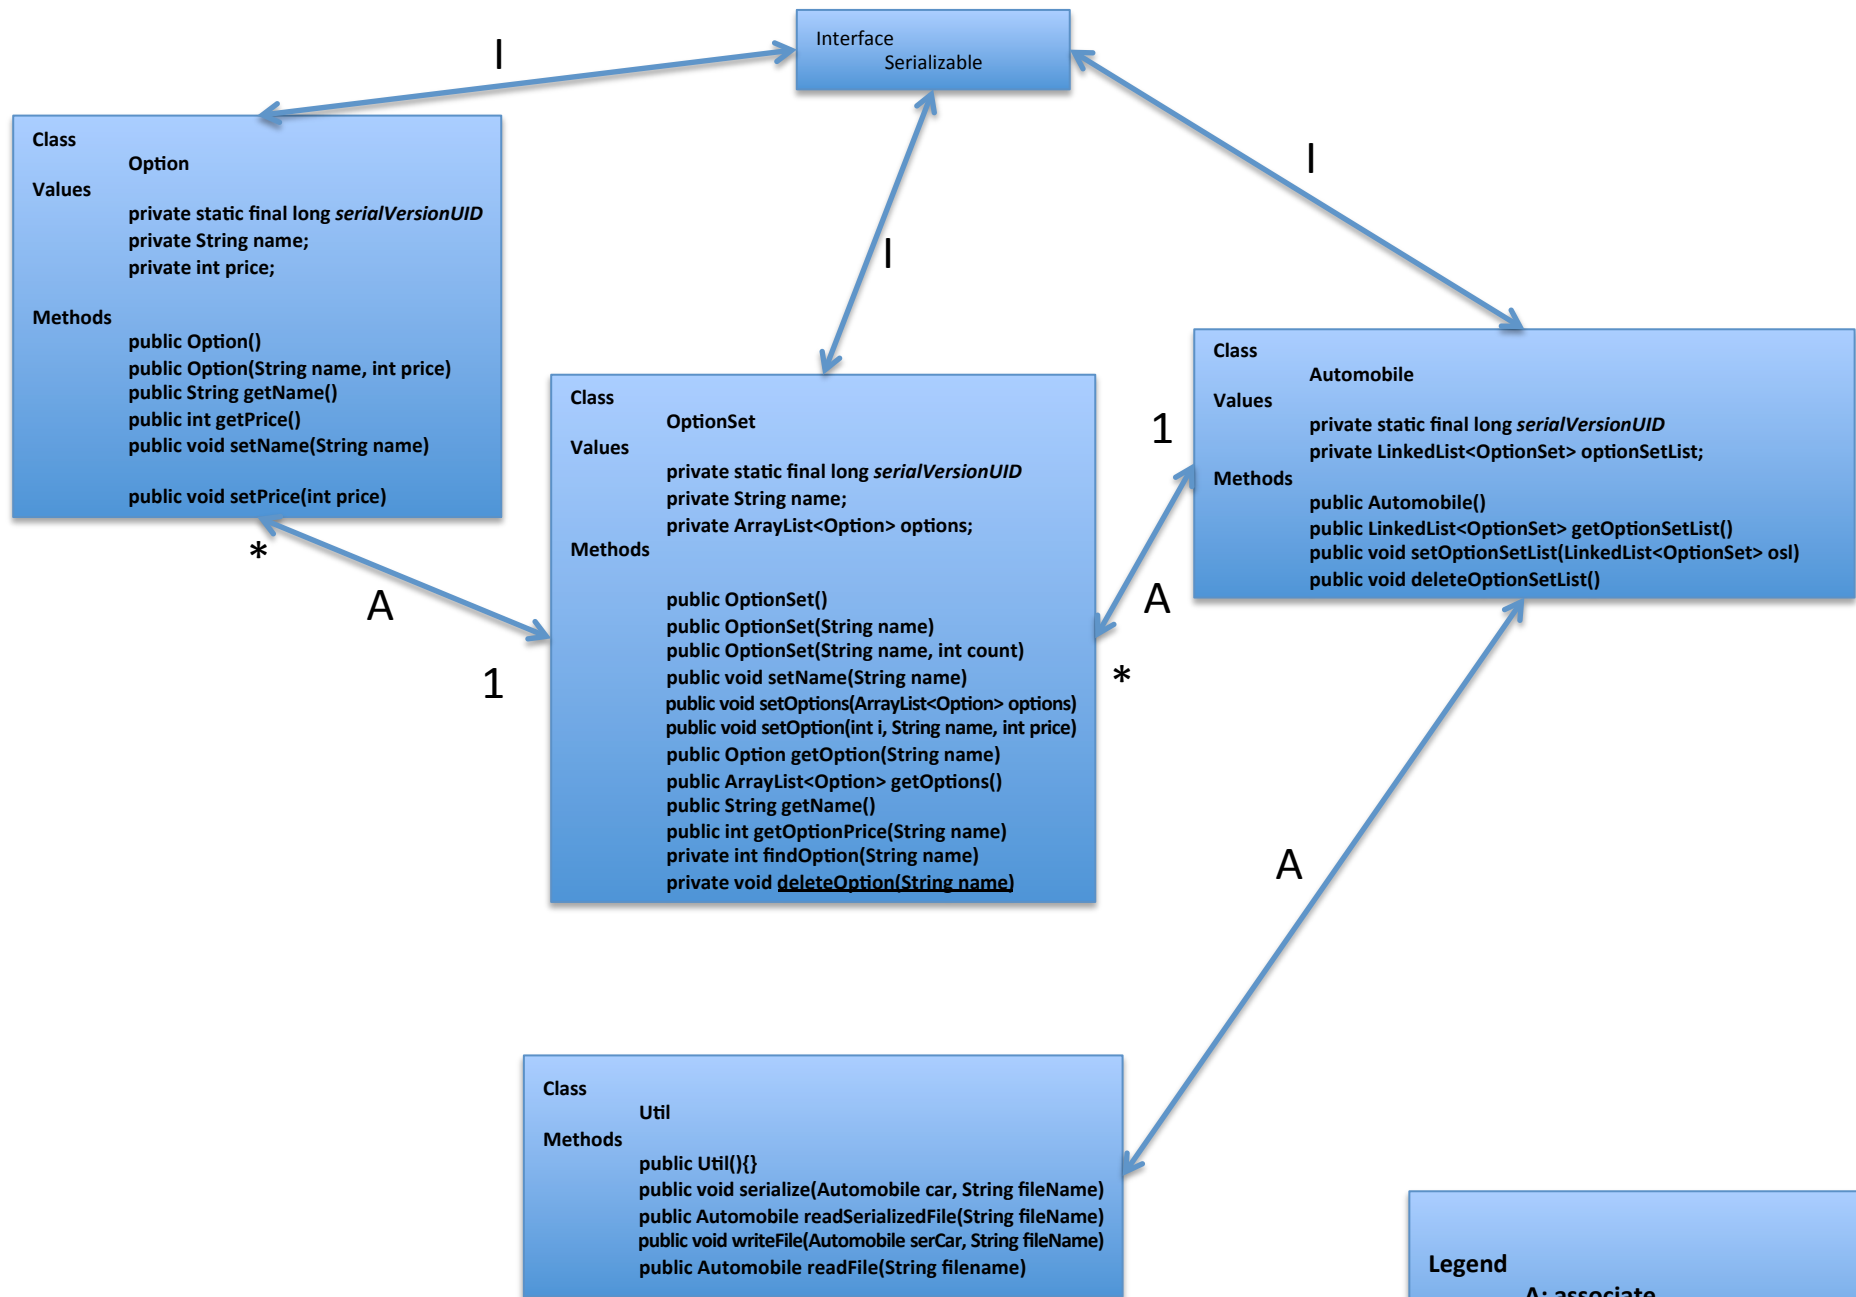 Interface
Serializable
I
I
I
Class
Option
Values
private static final long serialVersionUID
private String name;
private int price;
Methods
public Option()
public Option(String name, int price)
public String getName()
public int getPrice()
public void setName(String name)
public void setPrice(int price)
*
A
1
Class
OptionSet
Values
private static final long serialVersionUID
private String name;
private ArrayList<Option> options;
Methods
public OptionSet()
public OptionSet(String name)
public OptionSet(String name, int count)
public void setName(String name)
public void setOptions(ArrayList<Option> options)
public void setOption(int i, String name, int price)
public Option getOption(String name)
public ArrayList<Option> getOptions()
public String getName()
public int getOptionPrice(String name)
private int findOption(String name)
private void deleteOption(String name)
1
A
*
Class
Automobile
Values
private static final long serialVersionUID
private LinkedList<OptionSet> optionSetList;
Methods
public Automobile()
public LinkedList<OptionSet> getOptionSetList()
public void setOptionSetList(LinkedList<OptionSet> osl)
public void deleteOptionSetList()
A
Class
Util
Methods
public Util(){}
public void serialize(Automobile car, String fileName)
public Automobile readSerializedFile(String fileName)
public void writeFile(Automobile serCar, String fileName)
public Automobile readFile(String filename)
Legend
A: associate